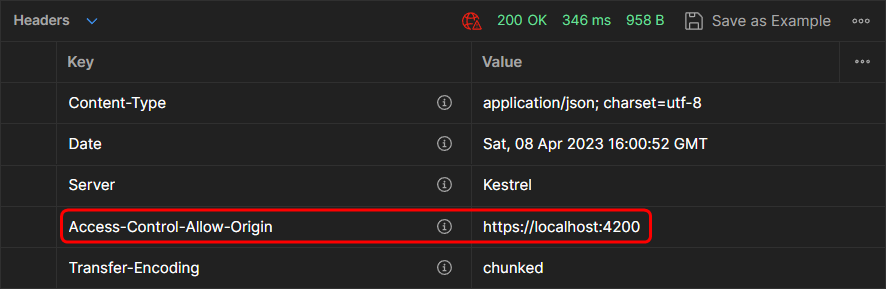 Headers 200 OK 346 ms 958 B Save as Example
Key Value
Content-Type application/json; charset=utf-8
Date Sat, 08 Apr 2023 16:00:52 GMT
Server Kestrel
Access-Control-Allow-Origin https://localhost:4200
Transfer-Encoding chunked